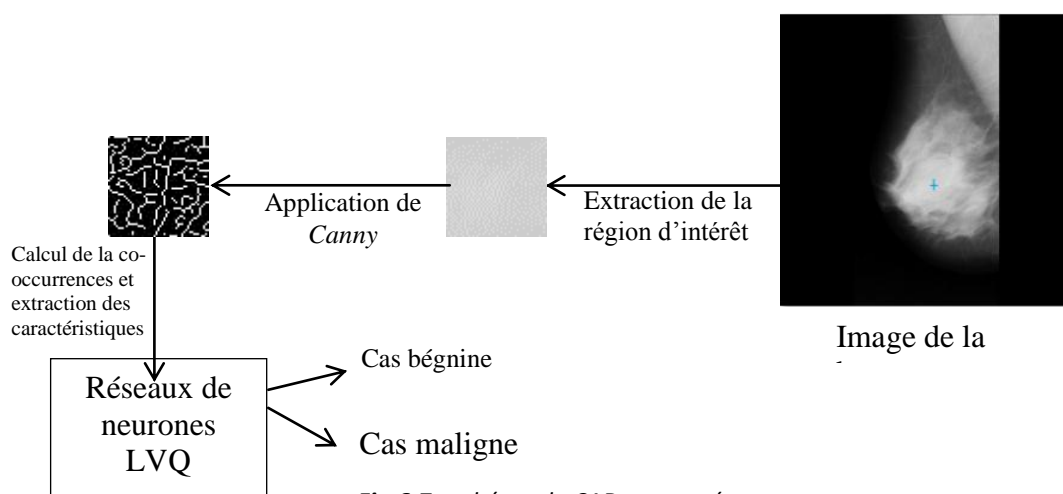 Application de
Canny
Extraction de la
région d'intérêt
Calcul de la co-
occurrences et
extraction des
caractéristiques
Image de la
Réseaux de
neurones
LVQ
Cas bégnine
Cas maligne